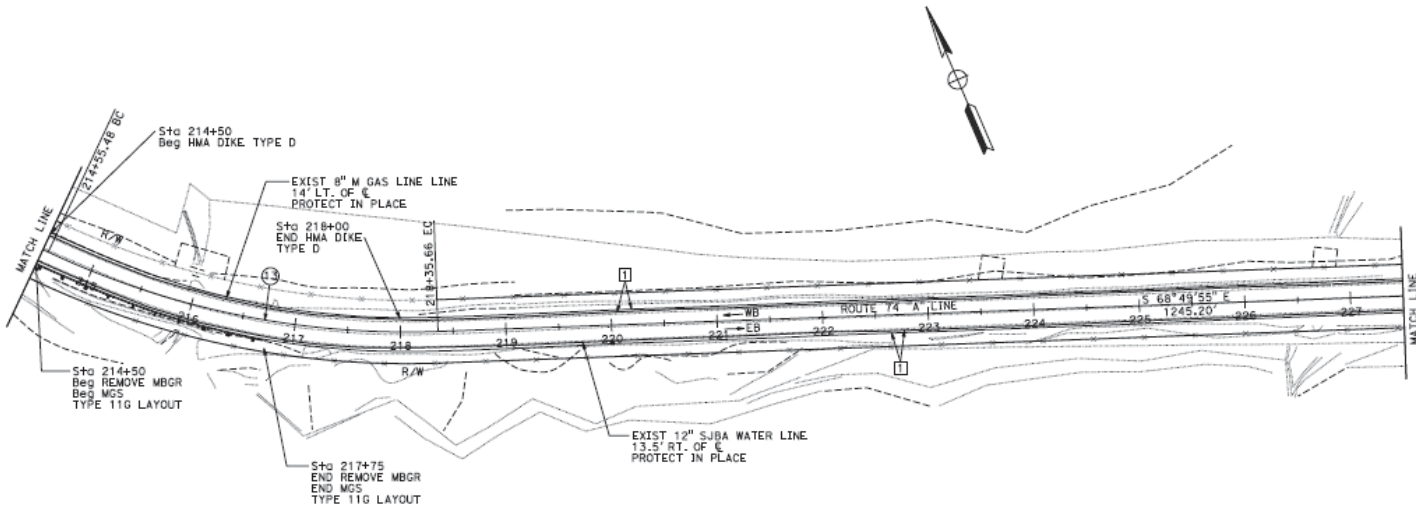 Sta 214+50
Beg HMA DIKE TYPE D
214+55.48 BC
MATCH LINE
R/W
EXIST 8" M GAS LINE LINE
14' LT. OF ℄
PROTECT IN PLACE
Sta 218+00
END HMA DIKE
TYPE D
218+35.66 EC
13
1
215
216
217
218
219
220
221
222
223
224
225
226
227
WB
EB
ROUTE 74 "A" LINE
S 68°49'55" E
1245.20'
MATCH LINE
1
R/W
Sta 214+50
Beg REMOVE MBGR
Beg MGS
TYPE 11G LAYOUT
Sta 217+75
END REMOVE MBGR
END MGS
TYPE 11G LAYOUT
EXIST 12" SJBA WATER LINE
13.5' RT. OF ℄
PROTECT IN PLACE